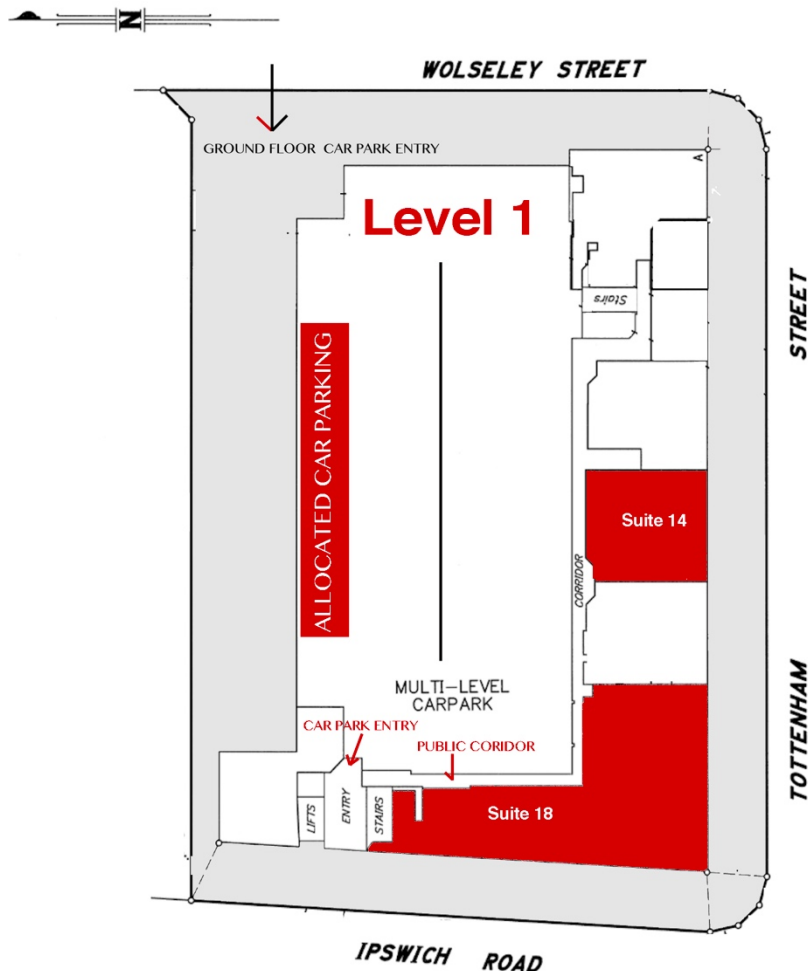 N
WOLSELEY STREET
GROUND FLOOR CAR PARK ENTRY
A
Level 1
Stairs
STREET
ALLOCATED CAR PARKING
Suite 14
CORRIDOR
MULTI-LEVEL
CARPARK
TOTTENHAM
CAR PARK ENTRY
PUBLIC CORIDOR
LIFTS
ENTRY
STAIRS
Suite 18
IPSWICH ROAD